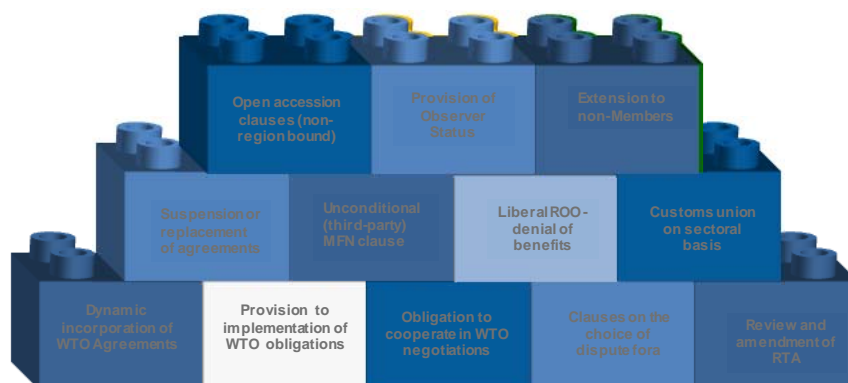 Open accession
clauses (non-
region bound)
Provision of
Observer
Status
Extension to
non-Members
Suspension or
replacement
of agreements
Unconditional
(third-party)
MFN clause
Liberal ROO -
denial of
benefits
Customs union
on sectoral
basis
Dynamic
incorporation of
WTO Agreements
Provision to
implementation of
WTO obligations
Obligation to
cooperate in WTO
negotiations
Clauses on the
choice of
dispute fora
Review and
amendment of
RTA